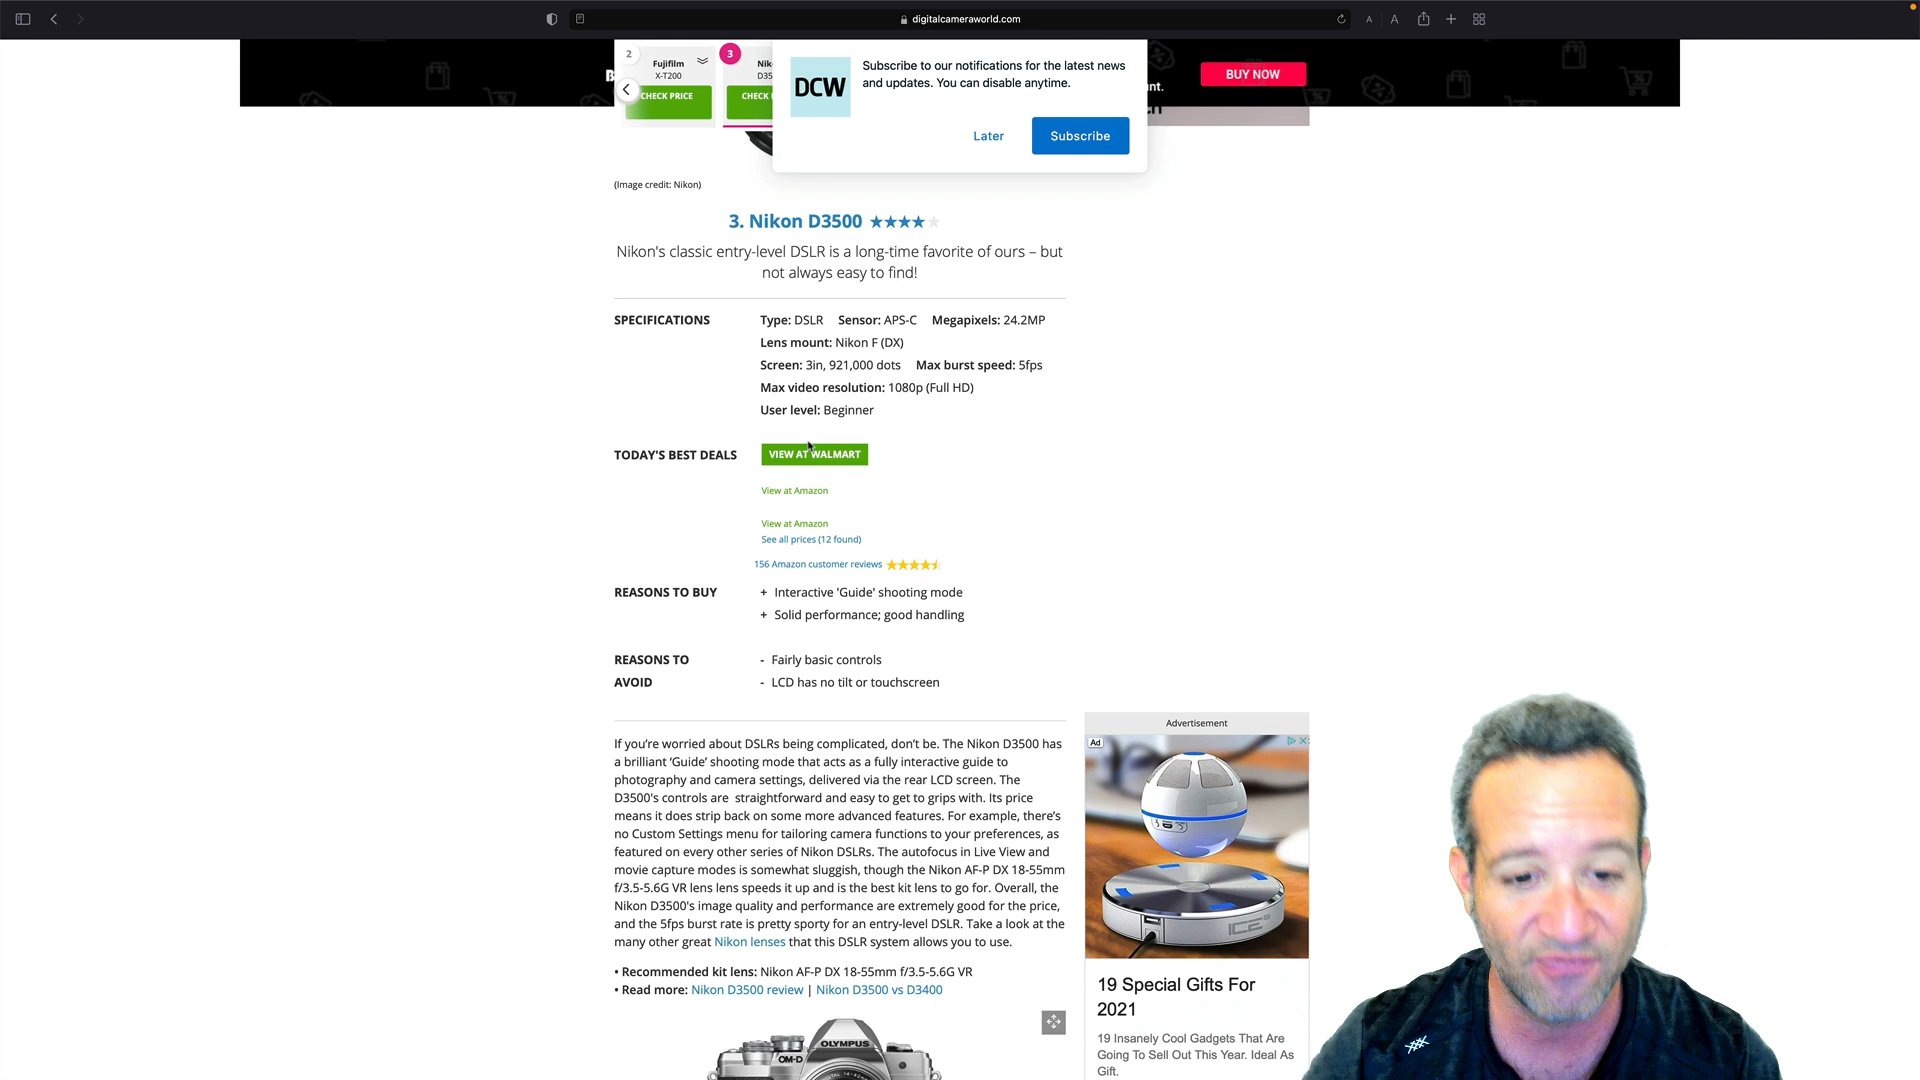 digitalcameraworld.com
A A
2
Fujifilm
X-T200
CHECK PRICE
3
Nik
D35
CHECK
DCW
Subscribe to our notifications for the latest news
and updates. You can disable anytime.
Later
Subscribe
BUY NOW
nt.
(Image credit: Nikon)
3. Nikon D3500
Nikon's classic entry-level DSLR is a long-time favorite of ours – but
not always easy to find!
SPECIFICATIONS
Type: DSLR Sensor: APS-C Megapixels: 24.2MP
Lens mount: Nikon F (DX)
Screen: 3in, 921,000 dots Max burst speed: 5fps
Max video resolution: 1080p (Full HD)
User level: Beginner
TODAY'S BEST DEALS
VIEW AT WALMART
View at Amazon
View at Amazon
See all prices (12 found)
156 Amazon customer reviews
REASONS TO BUY
+ Interactive 'Guide' shooting mode
+ Solid performance; good handling
REASONS TO
AVOID
- Fairly basic controls
- LCD has no tilt or touchscreen
If you’re worried about DSLRs being complicated, don’t be. The Nikon D3500 has
a brilliant ‘Guide’ shooting mode that acts as a fully interactive guide to
photography and camera settings, delivered via the rear LCD screen. The
D3500's controls are straightforward and easy to get to grips with. Its price
means it does strip back on some more advanced features. For example, there’s
no Custom Settings menu for tailoring camera functions to your preferences, as
featured on every other series of Nikon DSLRs. The autofocus in Live View and
movie capture modes is somewhat sluggish, though the Nikon AF-P DX 18-55mm
f/3.5-5.6G VR lens lens speeds it up and is the best kit lens to go for. Overall, the
Nikon D3500's image quality and performance are extremely good for the price,
and the 5fps burst rate is pretty sporty for an entry-level DSLR. Take a look at the
many other great Nikon lenses that this DSLR system allows you to use.
• Recommended kit lens: Nikon AF-P DX 18-55mm f/3.5-5.6G VR
• Read more: Nikon D3500 review | Nikon D3500 vs D3400
OLYMPUS
OM-D
Advertisement
Ad
ICE
19 Special Gifts For
2021
19 Insanely Cool Gadgets That Are
Going To Sell Out This Year. Ideal As
Gift.